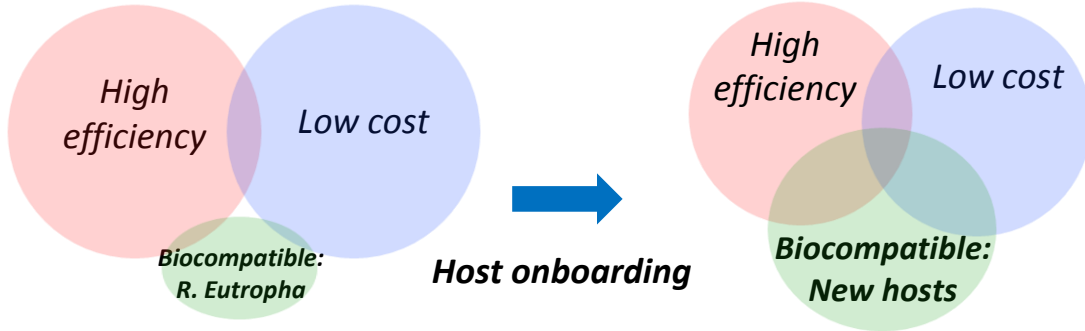 High
efficiency
Low cost
Biocompatible:
R. Eutropha
Host onboarding
High
efficiency
Low cost
Biocompatible:
New hosts